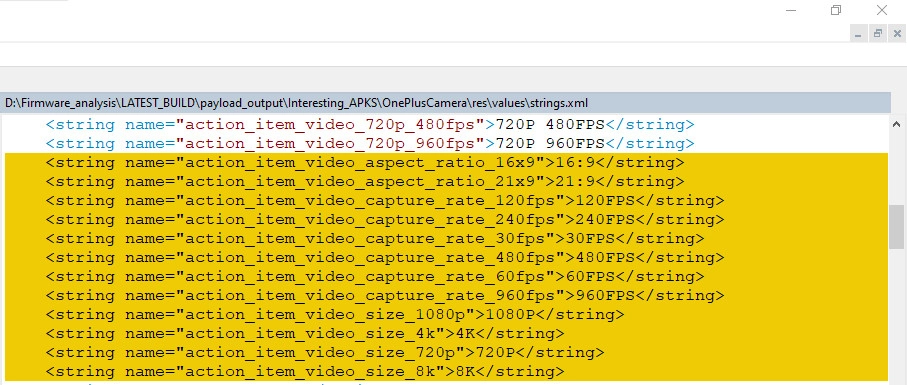 D:\Firmware_analysis\LATEST_BUILD\payload_output\Interesting_APKS\OnePlusCamera\res\values\strings.xml
<string name="action_item_video_720p_480fps">720P 480FPS</string>
<string name="action_item_video_720p_960fps">720P 960FPS</string>
<string name="action_item_video_aspect_ratio_16x9">16:9</string>
<string name="action_item_video_aspect_ratio_21x9">21:9</string>
<string name="action_item_video_capture_rate_120fps">120FPS</string>
<string name="action_item_video_capture_rate_240fps">240FPS</string>
<string name="action_item_video_capture_rate_30fps">30FPS</string>
<string name="action_item_video_capture_rate_480fps">480FPS</string>
<string name="action_item_video_capture_rate_60fps">60FPS</string>
<string name="action_item_video_capture_rate_960fps">960FPS</string>
<string name="action_item_video_size_1080p">1080P</string>
<string name="action_item_video_size_4k">4K</string>
<string name="action_item_video_size_720p">720P</string>
<string name="action_item_video_size_8k">8K</string>